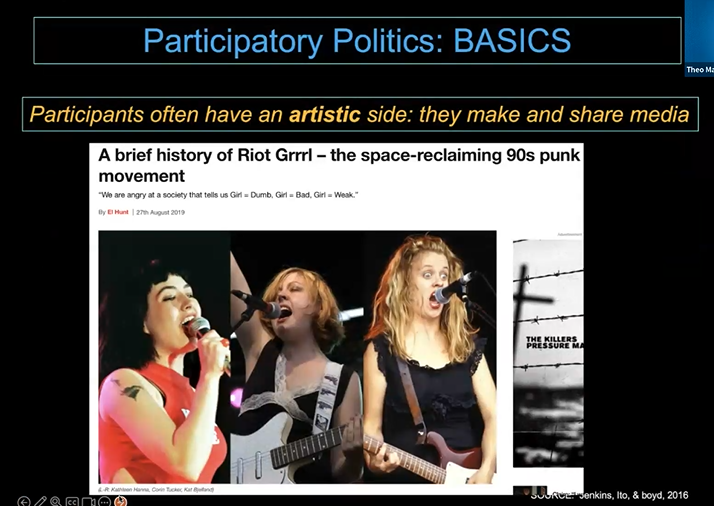 Participatory Politics: BASICS
Theo Ma
Participants often have an artistic side: they make and share media
A brief history of Riot Grrrl – the space-reclaiming 90s punk
movement
"We are angry at a society that tells us Girl = Dumb, Girl = Bad, Girl = Weak."
By El Hunt | 27th August 2019
THE KILLERS
PRESSURE MA
(L-R: Kathleen Hanna, Corin Tucker, Kat Bjelland)
SOURCE: Jenkins, Ito, & boyd, 2016